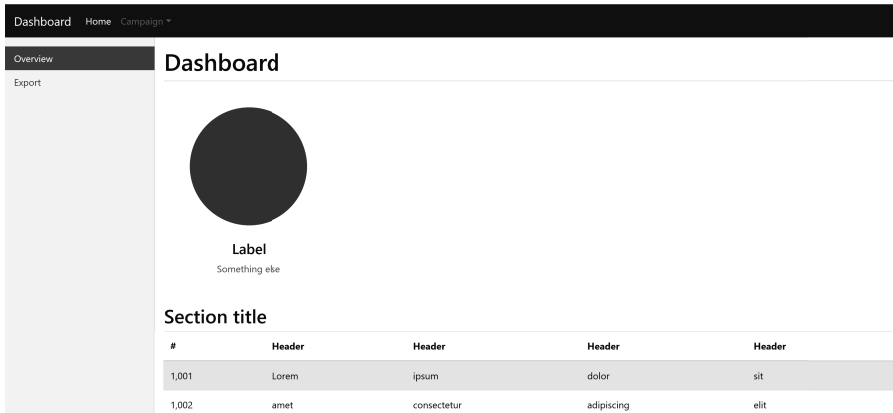 Dashboard Home Campaign
Overview
Export
Dashboard
Label
Something else
Section title
# Header Header Header Header
1,001 Lorem ipsum dolor sit
1,002 amet consectetur adipiscing elit